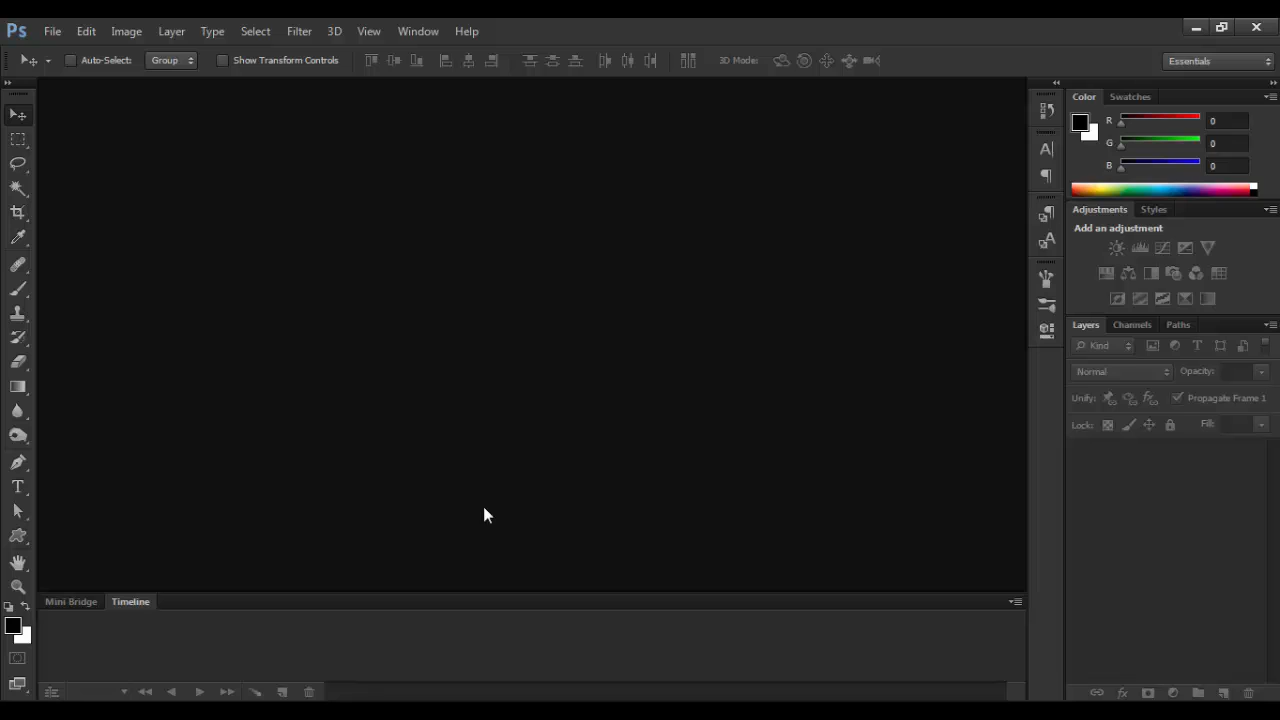 Ps File Edit Image Layer Type Select Filter 3D View Window Help
Auto-Select: Group Show Transform Controls 3D Mode: Essentials
Color Swatches
R 0
G 0
B 0
Adjustments Styles
Add an adjustment
Layers Channels Paths
Kind
Normal Opacity:
Unify: Propagate Frame 1
Lock: Fill:
Mini Bridge Timeline